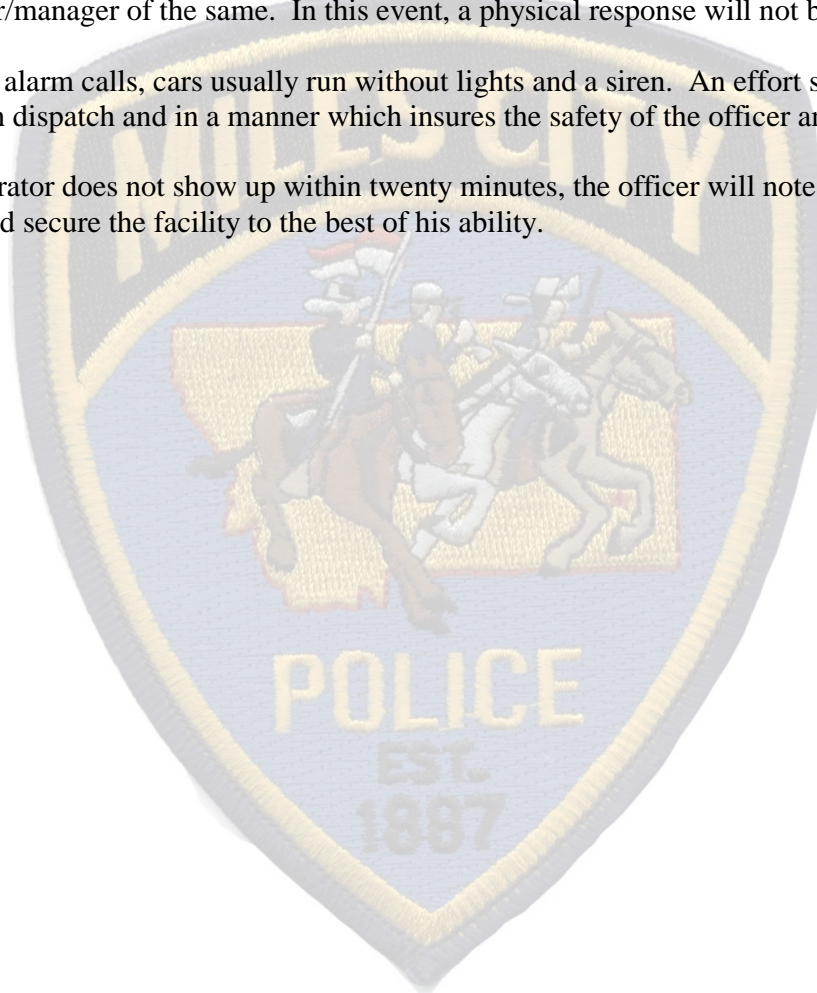 r/manager of the same. In this event, a physical response will not b
alarm calls, cars usually run without lights and a siren. An effort s
n dispatch and in a manner which insures the safety of the officer ar
rator does not show up within twenty minutes, the officer will note
d secure the facility to the best of his ability.
MILES CITY
POLICE
EST.
1887